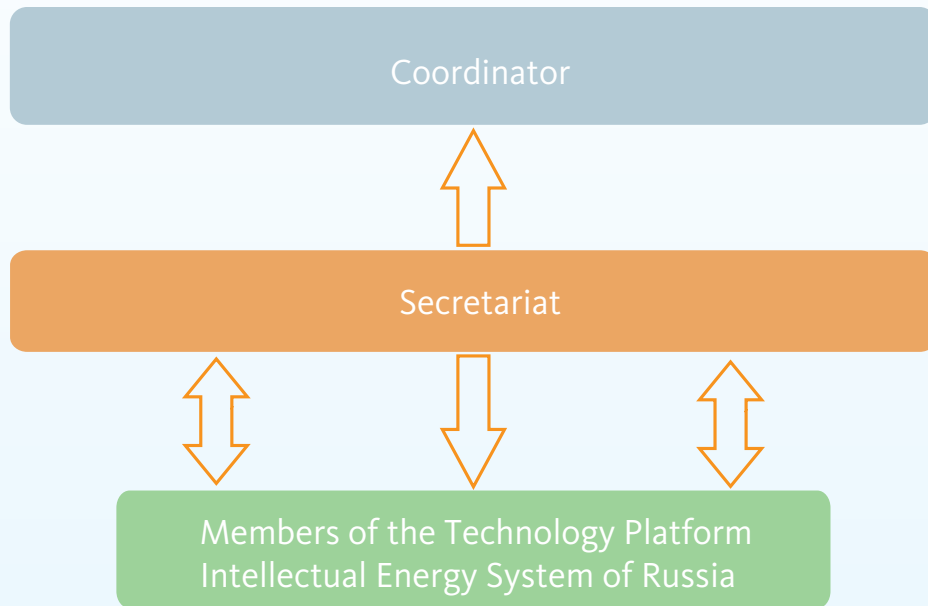 Coordinator
Secretariat
Members of the Technology Platform
Intellectual Energy System of Russia